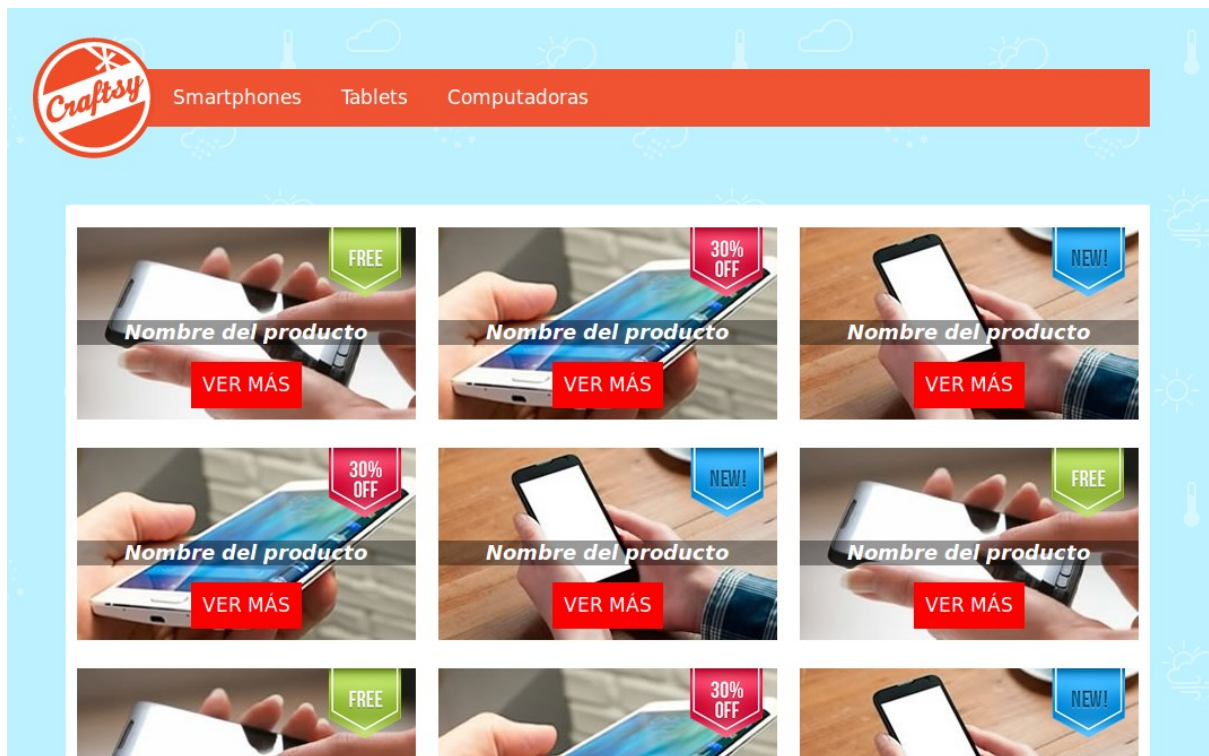 Craftsy
Smartphones Tablets Computadoras
FREE
Nombre del producto
VER MÁS
30%
OFF
Nombre del producto
VER MÁS
NEW!
Nombre del producto
VER MÁS
30%
OFF
Nombre del producto
VER MÁS
NEW!
Nombre del producto
VER MÁS
FREE
Nombre del producto
VER MÁS
FREE
30%
OFF
NEW!